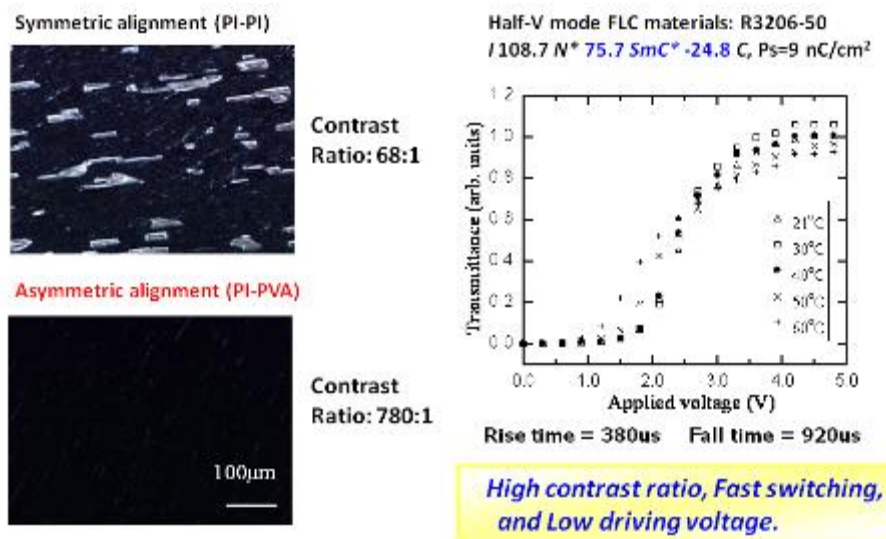 Symmetric alignment (PI-PI)
Contrast
Ratio: 68:1
Asymmetric alignment (PI-PVA)
Contrast
Ratio: 780:1
100μm
Half-V mode FLC materials: R3206-50
I 108.7 N* 75.7 SmC* -24.8 C, Ps=9 nC/cm²
1.2
1.0
0.8
0.6
0.4
0.2
0.0
Transmittance (arb. units)
21°C
30°C
40°C
50°C
60°C
0.0 1.0 2.0 3.0 4.0 5.0
Applied voltage (V)
Rise time = 380us Fall time = 920us
High contrast ratio, Fast switching,
and Low driving voltage.